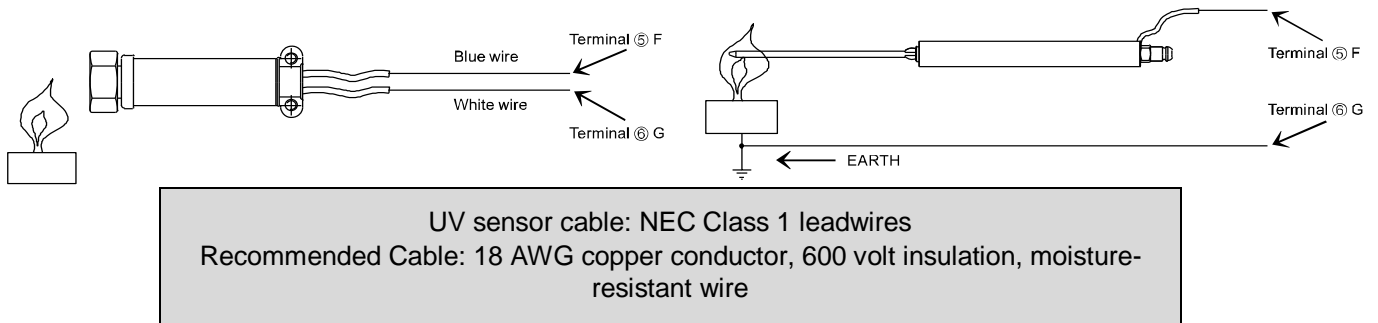 Blue wire
Terminal ⑤ F
White wire
Terminal ⑥ G
Terminal ⑤ F
Terminal ⑥ G
EARTH
UV sensor cable: NEC Class 1 leadwires
Recommended Cable: 18 AWG copper conductor, 600 volt insulation, moisture-
resistant wire